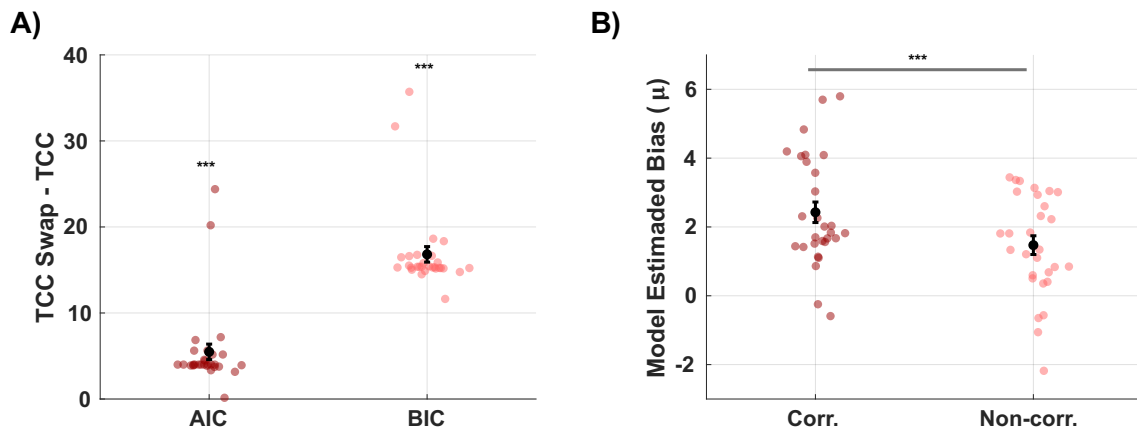 A)
TCC Swap - TCC
40
30
20
10
0
***
***
AIC
BIC
B)
Model Estimaded Bias ( μ)
6
4
2
0
-2
***
Corr.
Non-corr.